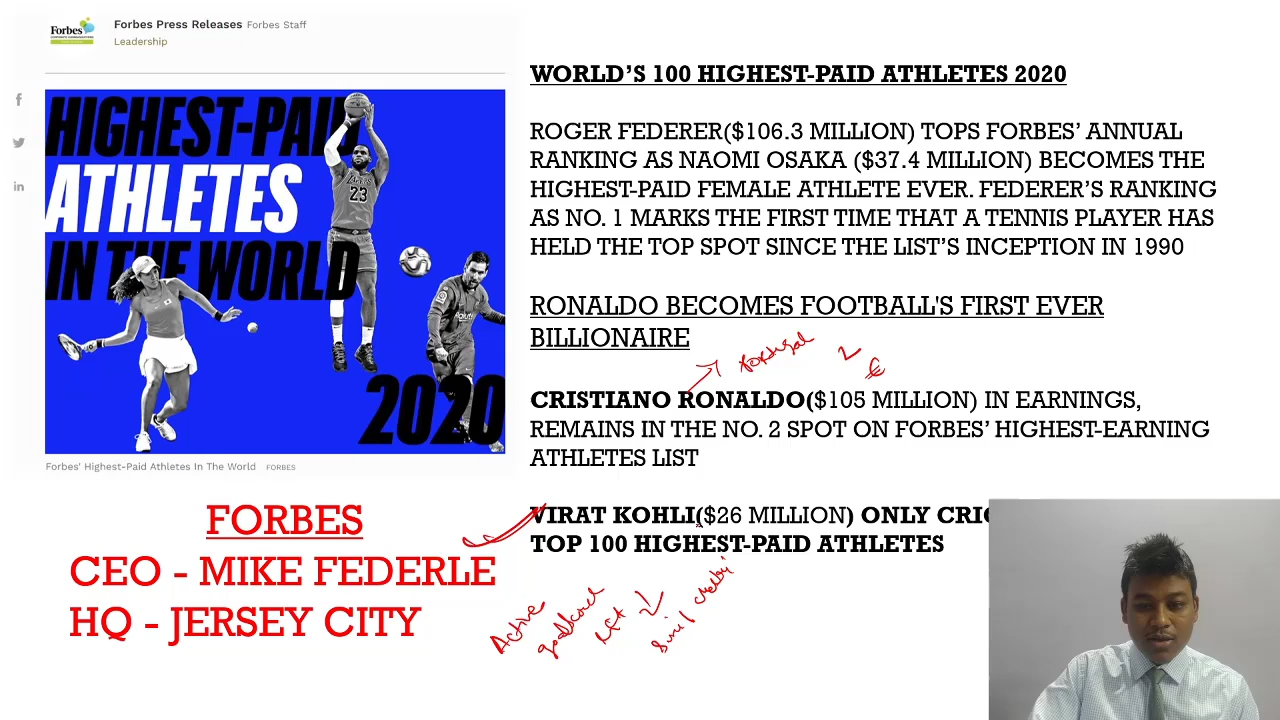 Forbes
Forbes Press Releases Forbes Staff
Leadership
HIGHEST-PAID
ATHLETES
IN THE WORLD
23
2020
Forbes' Highest-Paid Athletes In The World FORBES
FORBES
CEO - MIKE FEDERLE
HQ - JERSEY CITY
WORLD'S 100 HIGHEST-PAID ATHLETES 2020
ROGER FEDERER($106.3 MILLION) TOPS FORBES' ANNUAL
RANKING AS NAOMI OSAKA ($37.4 MILLION) BECOMES THE
HIGHEST-PAID FEMALE ATHLETE EVER. FEDERER'S RANKING
AS NO. 1 MARKS THE FIRST TIME THAT A TENNIS PLAYER HAS
HELD THE TOP SPOT SINCE THE LIST'S INCEPTION IN 1990
RONALDO BECOMES FOOTBALL'S FIRST EVER
BILLIONAIRE
Portugal
CRISTIANO RONALDO($105 MILLION) IN EARNINGS,
REMAINS IN THE NO. 2 SPOT ON FORBES' HIGHEST-EARNING
ATHLETES LIST
VIRAT KOHLI($26 MILLION) ONLY
TOP 100 HIGHEST-PAID ATHLETES
Active
Sunil Chhetri